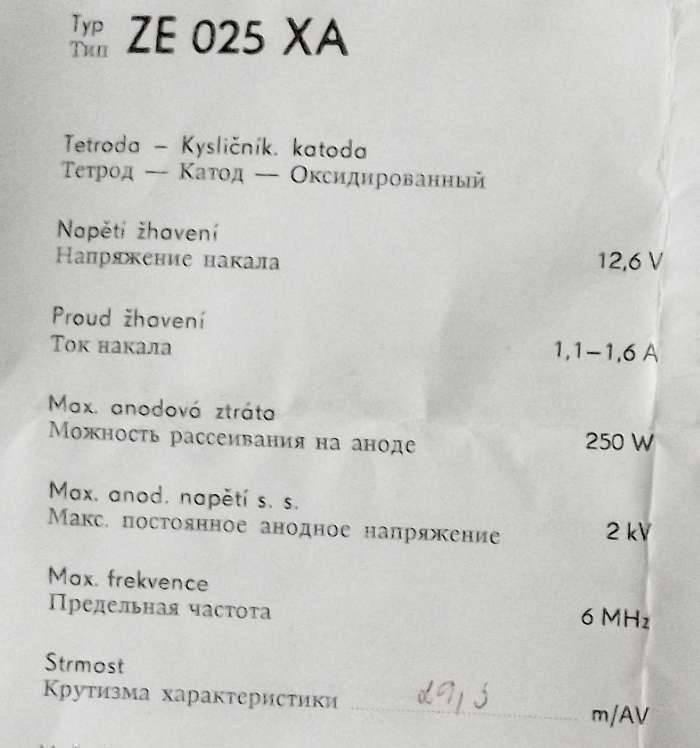 Typ
Тип ZE 025 XA
Tetroda – Kysličník. katoda
Тетрод — Катод — Оксидированный
Napětí žhavení
Напряжение накала 12,6 V
Proud žhavení
Ток накала 1,1–1,6 A
Max. anodová ztráta
Можность рассеивания на аноде 250 W
Max. anod. napětí s. s.
Макс. постоянное анодное напряжение 2 kV
Max. frekvence
Предельная частота 6 MHz
Strmost
Крутизма характеристики m/AV